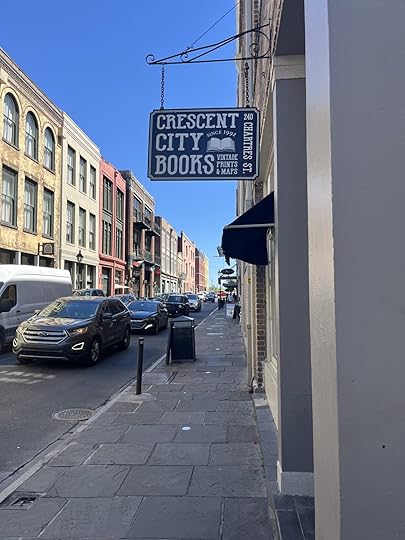 CRESCENT
CITY SINCE 1992
BOOKS VINTAGE
PRINTS
& MAPS
240
CHARTRES ST.